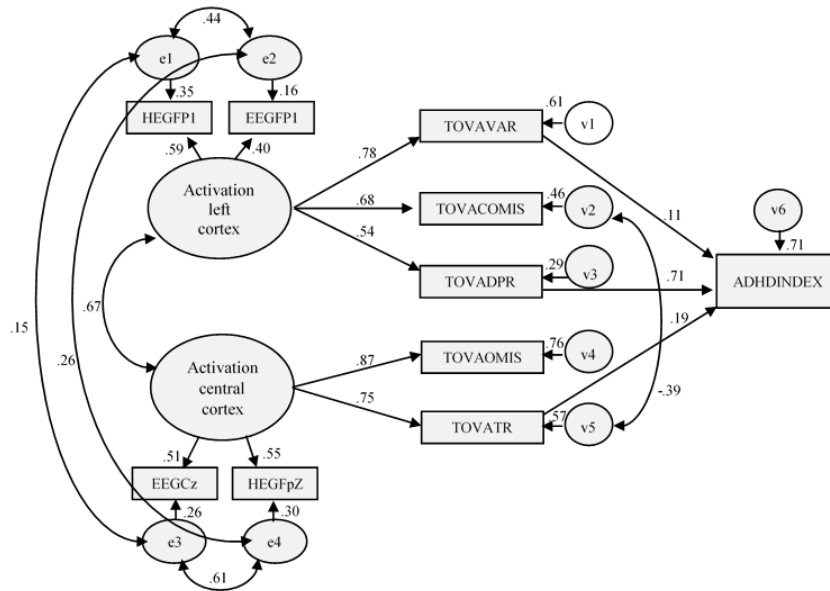 .44
e1
e2
.35
.16
HEGFP1
EEGFP1
.59
.40
.61
v1
TOVAVAR
.78
Activation
left
cortex
.68
.46
v2
TOVACOMIS
.11
v6
.71
.54
.29
v3
TOVADPR
.71
ADHDINDEX
.67
.15
.26
.19
Activation
central
cortex
.87
.76
v4
TOVAOMIS
-.39
.75
.57
v5
TOVATR
.51
.55
EEGCz
HEGFpZ
.26
.30
e3
e4
.61